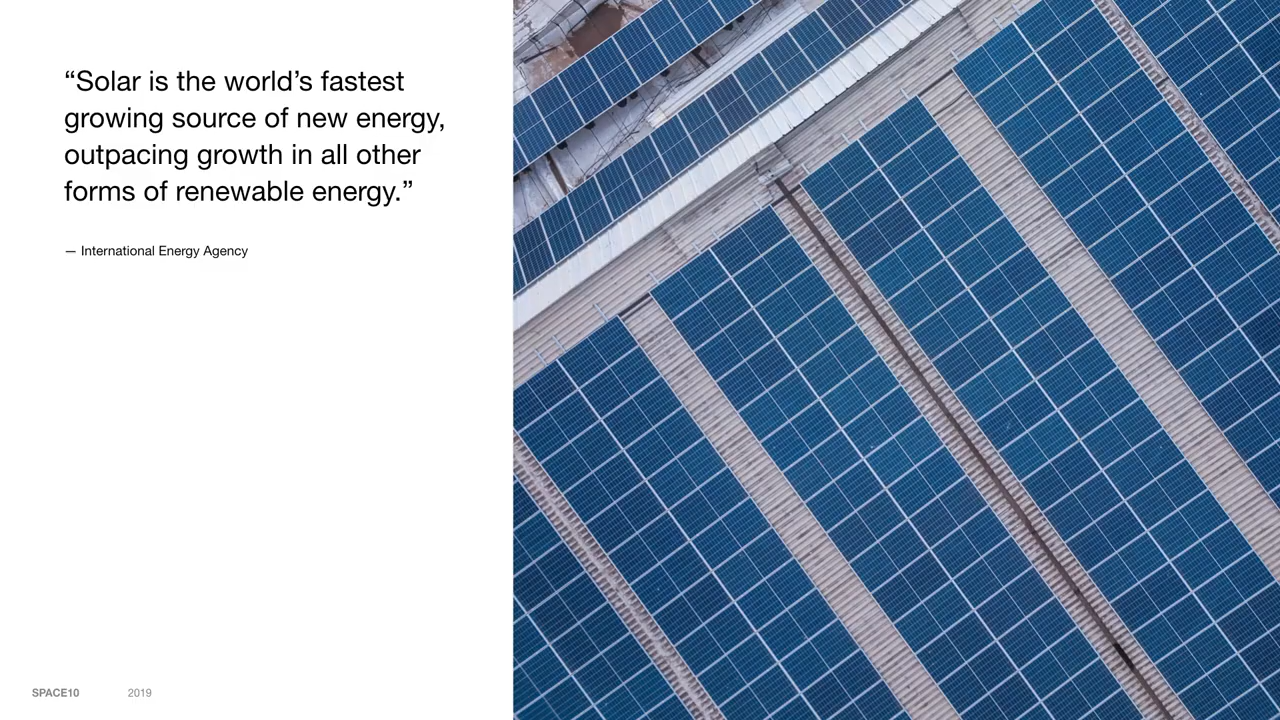 “Solar is the world’s fastest
growing source of new energy,
outpacing growth in all other
forms of renewable energy.”
— International Energy Agency
SPACE10 2019